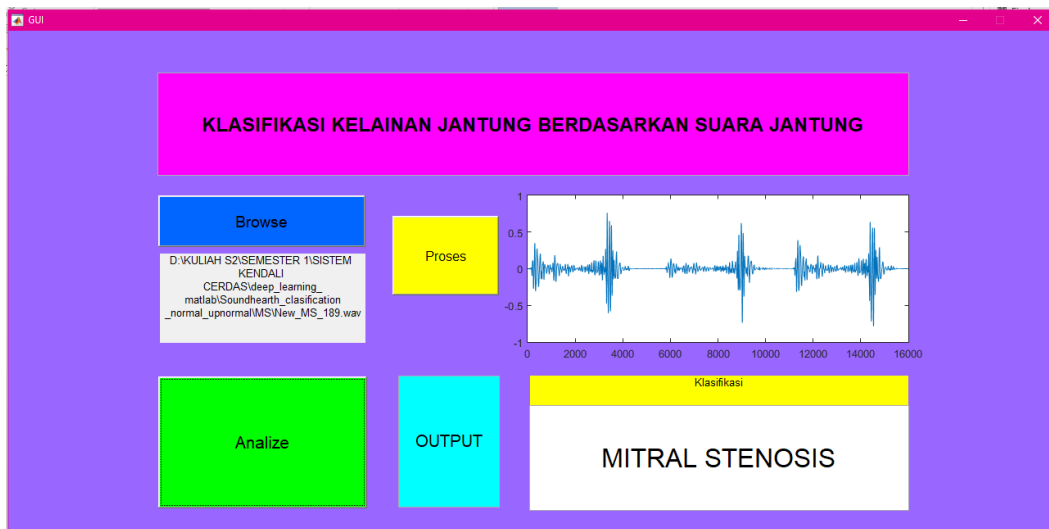 GUI
KLASIFIKASI KELAINAN JANTUNG BERDASARKAN SUARA JANTUNG
Browse
D:\KULIAH S2\SEMESTER 1\SISTEM
KENDALI
CERDAS\deep_learning_
matlab\Soundhearth_clasification
_normal_upnormal\MS\New_MS_189.wav
Proses
1
0.5
0
-0.5
-1
0 2000 4000 6000 8000 10000 12000 14000 16000
Analize
OUTPUT
Klasifikasi
MITRAL STENOSIS